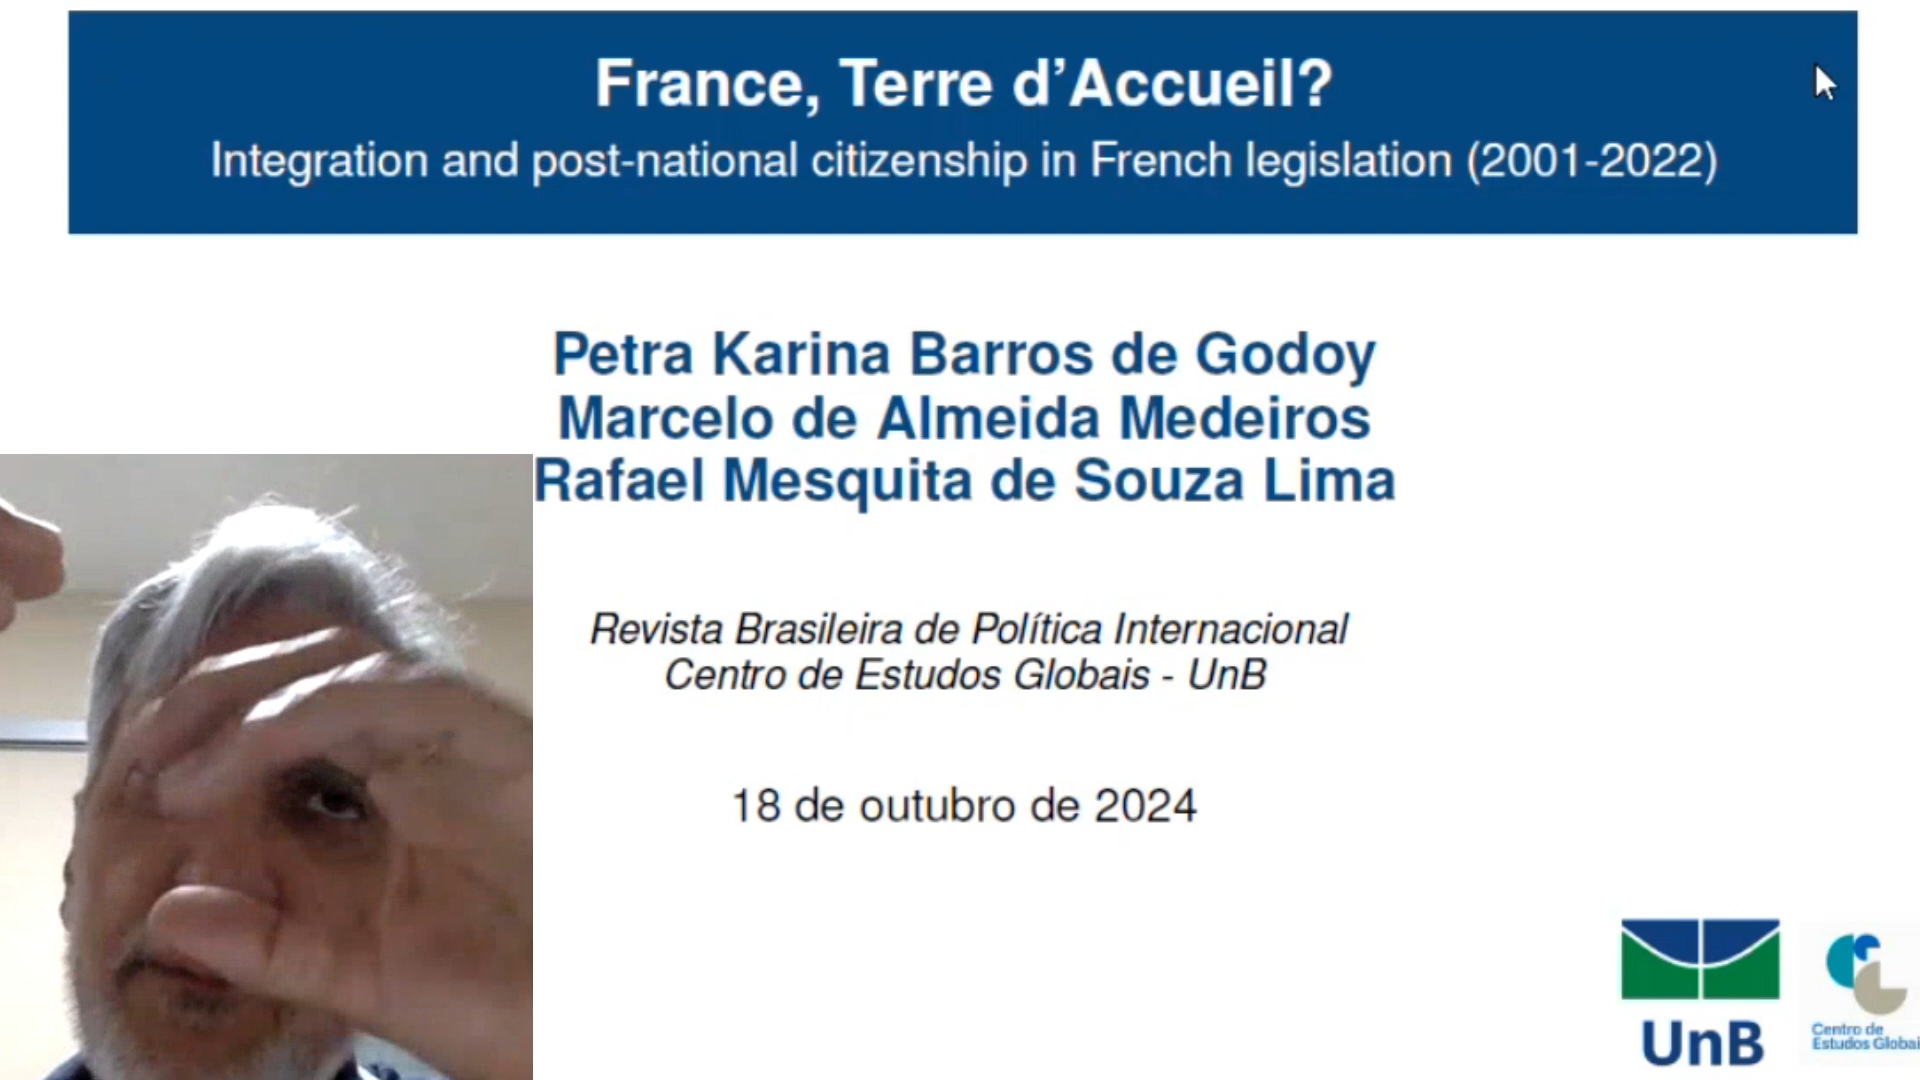 France, Terre d’Accueil?
Integration and post-national citizenship in French legislation (2001-2022)
Petra Karina Barros de Godoy
Marcelo de Almeida Medeiros
Rafael Mesquita de Souza Lima
Revista Brasileira de Política Internacional
Centro de Estudos Globais - UnB
18 de outubro de 2024
UnB
Centro de
Estudos Globai